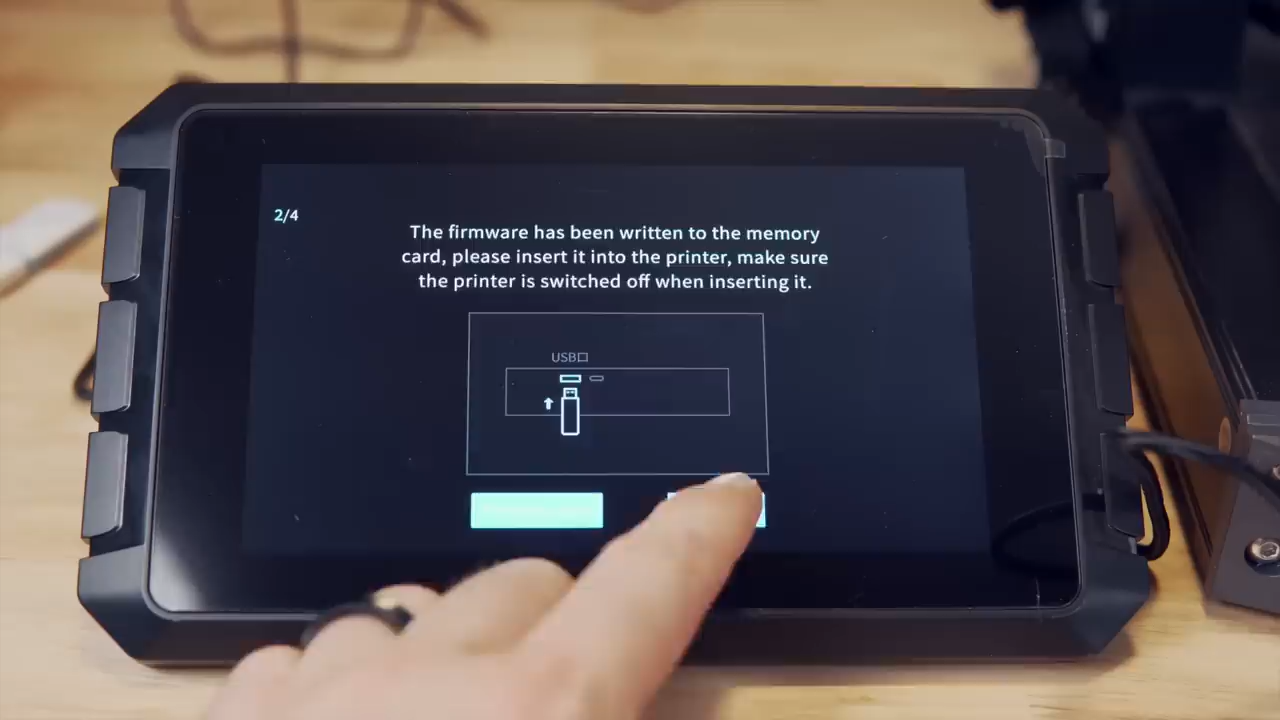 2/4
The firmware has been written to the memory
card, please insert it into the printer, make sure
the printer is switched off when inserting it.
USB口